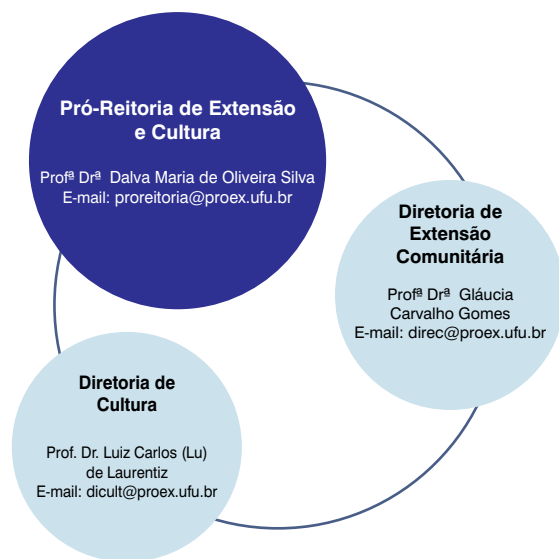 Pró-Reitoria de Extensão
e Cultura
Profª Drª Dalva Maria de Oliveira Silva
E-mail: proreitoria@proex.ufu.br
Diretoria de
Extensão
Comunitária
Profª Drª Gláucia
Carvalho Gomes
E-mail: direc@proex.ufu.br
Diretoria de
Cultura
Prof. Dr. Luiz Carlos (Lu)
de Laurentiz
E-mail: dicult@proex.ufu.br